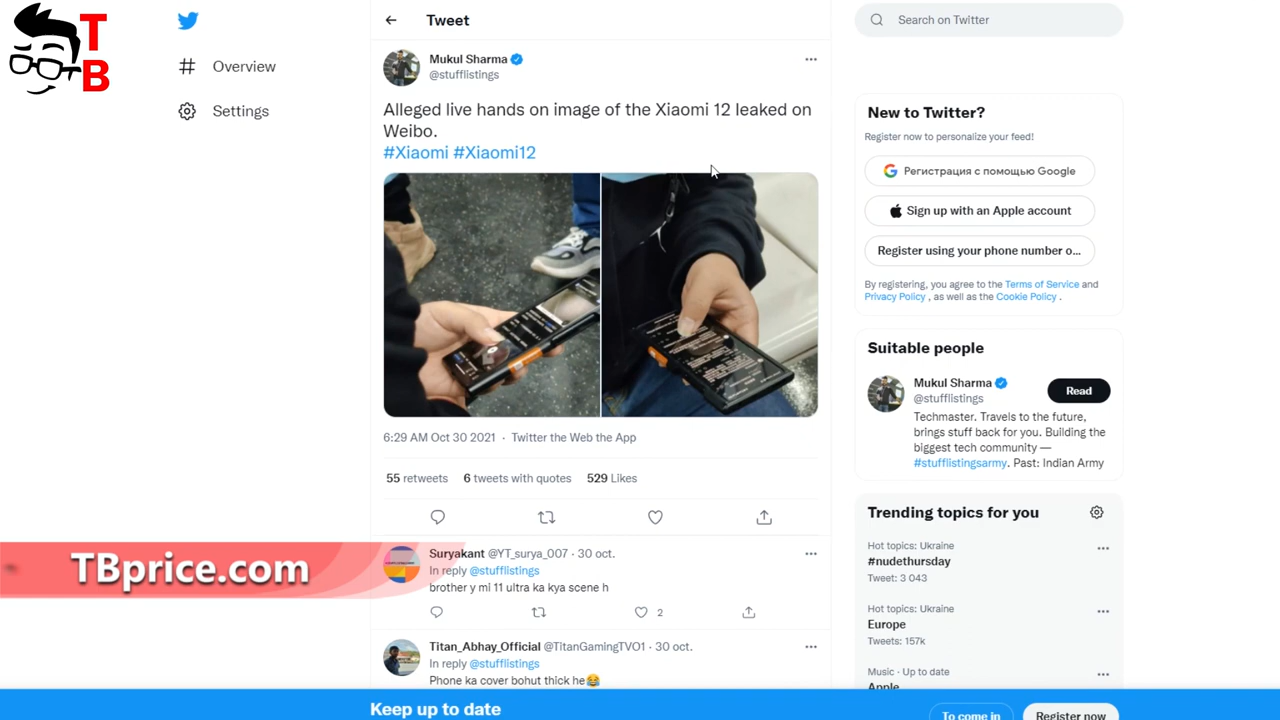 T
B
Overview
Settings
TBprice.com
Tweet
Mukul Sharma
@stufflistings
Alleged live hands on image of the Xiaomi 12 leaked on
Weibo.
#Xiaomi #Xiaomi12
6:29 AM Oct 30 2021 · Twitter the Web the App
55 retweets 6 tweets with quotes 529 Likes
Suryakant @YT_surya_007 · 30 oct.
In reply @stufflistings
brother y mi 11 ultra ka kya scene h
2
Titan_Abhay_Official @TitanGamingTVO1 · 30 oct.
In reply @stufflistings
Phone ka cover bohut thick he😂
Search on Twitter
New to Twitter?
Register now to personalize your feed!
Регистрация с помощью Google
Sign up with an Apple account
Register using your phone number o...
By registering, you agree to the Terms of Service and
Privacy Policy , as well as the Cookie Policy .
Suitable people
Mukul Sharma
@stufflistings
Read
Techmaster. Travels to the future,
brings stuff back for you. Building the
biggest tech community —
#stufflistingsarmy. Past: Indian Army
Trending topics for you
Hot topics: Ukraine
#nudethursday
Tweet: 3 043
Hot topics: Ukraine
Europe
Tweets: 157k
Music · Up to date
Apple
Keep up to date
To come in
Register now